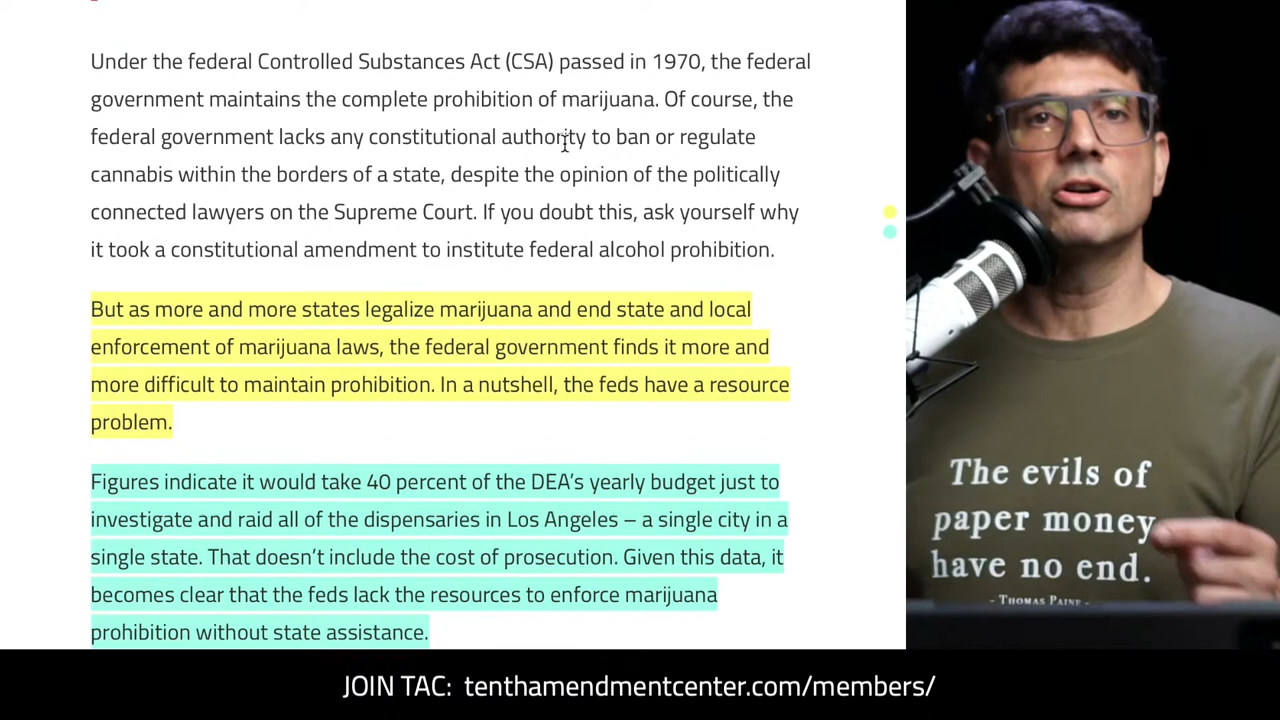 Under the federal Controlled Substances Act (CSA) passed in 1970, the federal
government maintains the complete prohibition of marijuana. Of course, the
federal government lacks any constitutional authority to ban or regulate
cannabis within the borders of a state, despite the opinion of the politically
connected lawyers on the Supreme Court. If you doubt this, ask yourself why
it took a constitutional amendment to institute federal alcohol prohibition.
But as more and more states legalize marijuana and end state and local
enforcement of marijuana laws, the federal government finds it more and
more difficult to maintain prohibition. In a nutshell, the feds have a resource
problem.
Figures indicate it would take 40 percent of the DEA’s yearly budget just to
investigate and raid all of the dispensaries in Los Angeles – a single city in a
single state. That doesn’t include the cost of prosecution. Given this data, it
becomes clear that the feds lack the resources to enforce marijuana
prohibition without state assistance.
The evils of
paper money
have no end.
- Thomas Paine -
JOIN TAC: tenthamendmentcenter.com/members/